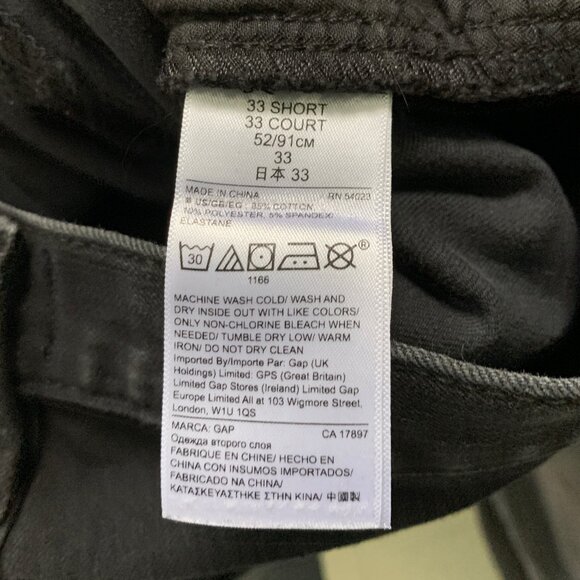 33 SHORT
33 COURT
52/91CM
33
日本 33
MADE IN CHINA RN 54023
US/GB/EG - 85% COTTON
10% POLYESTER, 5% SPANDEX/
ELASTANE
30 ®
1166
MACHINE WASH COLD/ WASH AND
DRY INSIDE OUT WITH LIKE COLORS/
ONLY NON-CHLORINE BLEACH WHEN
NEEDED/ TUMBLE DRY LOW/ WARM
IRON/ DO NOT DRY CLEAN
Imported By/Importe Par: Gap (UK
Holdings) Limited: GPS (Great Britain)
Limited Gap Stores (Ireland) Limited Gap
Europe Limited All at 103 Wigmore Street,
London, W1U 1QS
MARCA: GAP CA 17897
Одежда второго слоя
FABRIQUE EN CHINE/ HECHO EN
CHINA CON INSUMOS IMPORTADOS/
FABRICADO NA CHINA/
ΚΑΤΑΣΚΕΥΑΣΤΗΚΕ ΣΤΗΝ ΚΙΝΑ/ 中國製